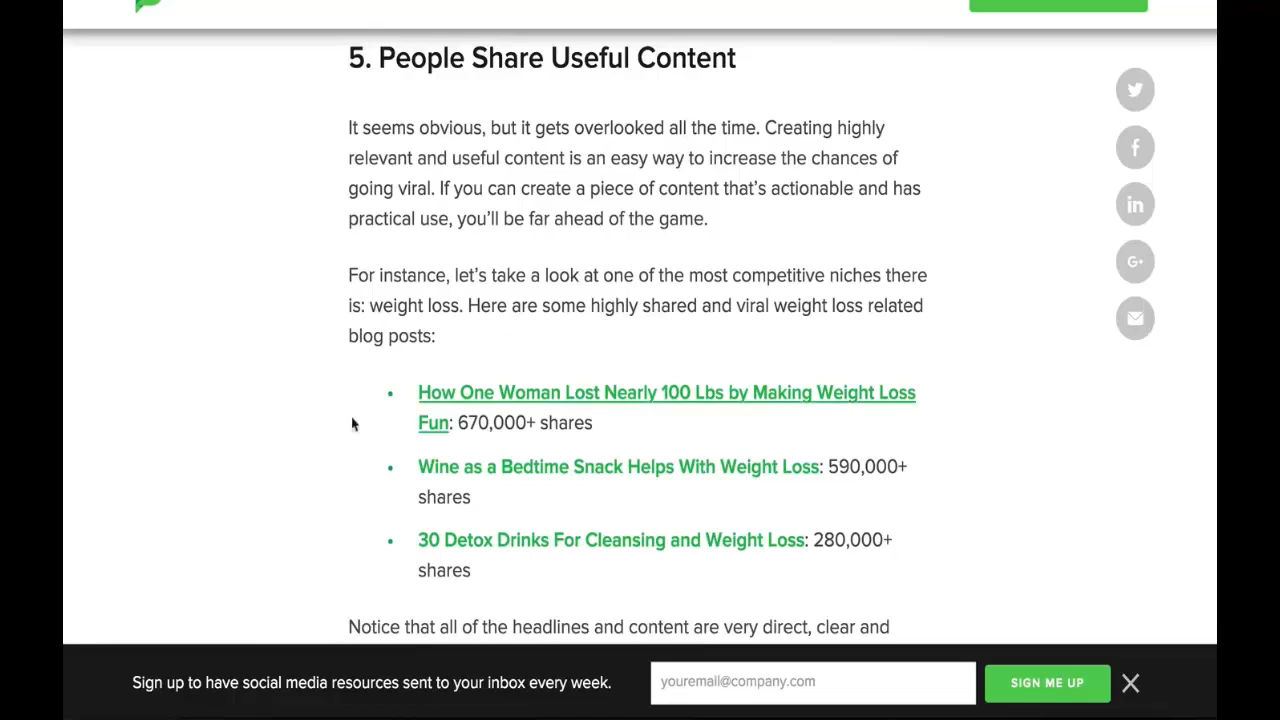 5. People Share Useful Content
It seems obvious, but it gets overlooked all the time. Creating highly
relevant and useful content is an easy way to increase the chances of
going viral. If you can create a piece of content that’s actionable and has
practical use, you’ll be far ahead of the game.
For instance, let’s take a look at one of the most competitive niches there
is: weight loss. Here are some highly shared and viral weight loss related
blog posts:
• How One Woman Lost Nearly 100 Lbs by Making Weight Loss
Fun: 670,000+ shares
• Wine as a Bedtime Snack Helps With Weight Loss: 590,000+
shares
• 30 Detox Drinks For Cleansing and Weight Loss: 280,000+
shares
Notice that all of the headlines and content are very direct, clear and
Sign up to have social media resources sent to your inbox every week.
youremail@company.com
SIGN ME UP